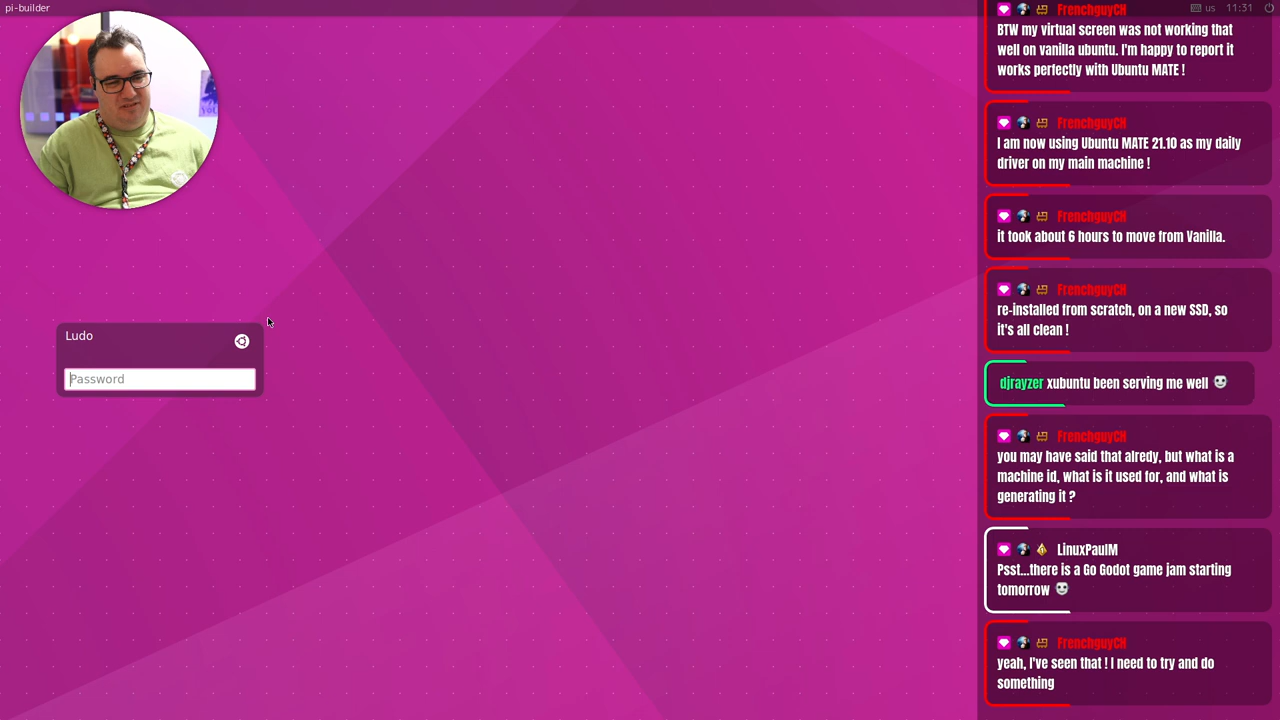 pi-builder
us 11:31
Ludo
Password
FrenchguyCH
BTW my virtual screen was not working that
well on vanilla ubuntu. I'm happy to report it
works perfectly with Ubuntu MATE !
FrenchguyCH
I am now using Ubuntu MATE 21.10 as my daily
driver on my main machine !
FrenchguyCH
it took about 6 hours to move from Vanilla.
FrenchguyCH
re-installed from scratch, on a new SSD, so
it's all clean !
djrayzer xubuntu been serving me well
FrenchguyCH
you may have said that alredy, but what is a
machine id, what is it used for, and what is
generating it ?
LinuxPaulM
Psst...there is a Go Godot game jam starting
tomorrow
FrenchguyCH
yeah, I've seen that ! I need to try and do
something